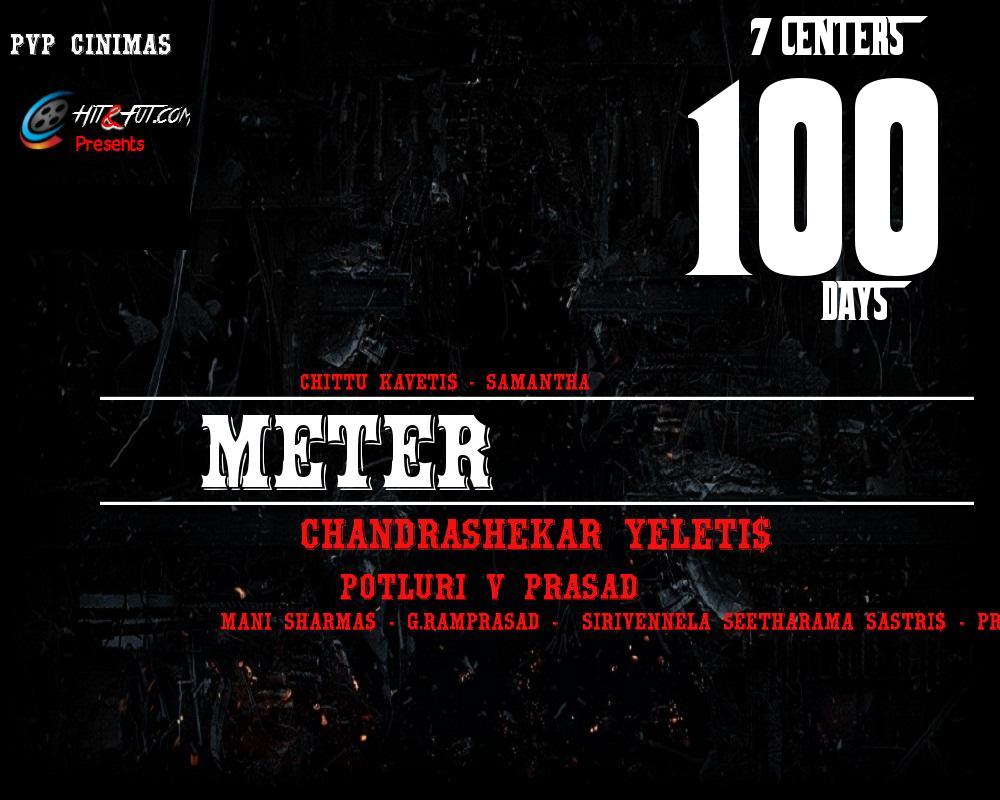 PVP CINIMAS
HIT&FUT.COM
Presents
7 CENTERS
100
DAYS
CHITTU KAVETI$ - SAMANTHA
METER
CHANDRASHEKAR YELETI$
POTLURI V PRASAD
MANI SHARMA$ - G.RAMPRASAD - SIRIVENNELA SEETHARAMA SASTRI$ - PR